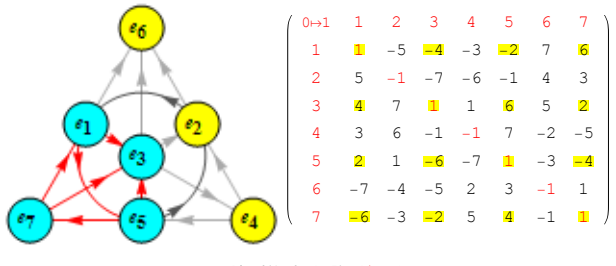 e6
0↦1 1 2 3 4 5 6 7
1 1 −5 −4 −3 −2 7 6
2 5 −1 −7 −6 −1 4 3
e1 e2
3 4 7 1 1 6 5 2
e3
4 3 6 −1 −1 7 −2 −5
5 2 1 −6 −7 1 −3 −4
6 −7 −4 −5 2 3 −1 1
e7 e5 e4
7 −6 −3 −2 5 4 −1 1